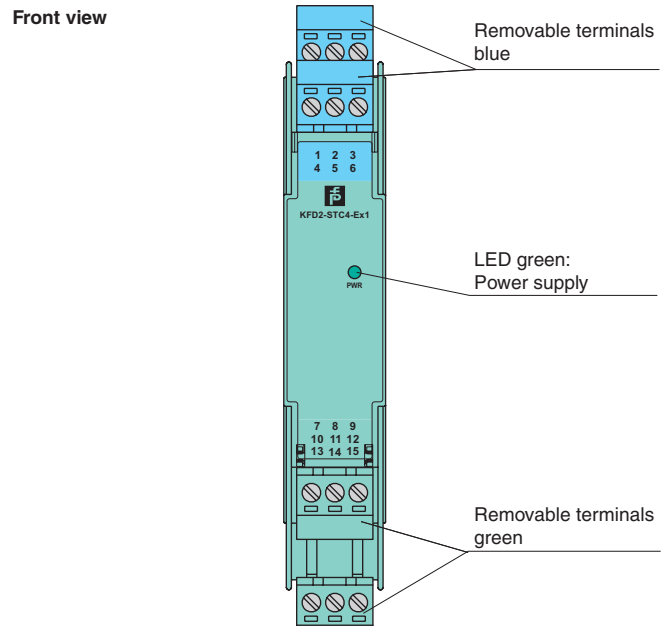 Front view
Removable terminals
blue
1 2 3
4 5 6
KFD2-STC4-Ex1
LED green:
Power supply
PWR
7 8 9
10 11 12
13 14 15
Removable terminals
green